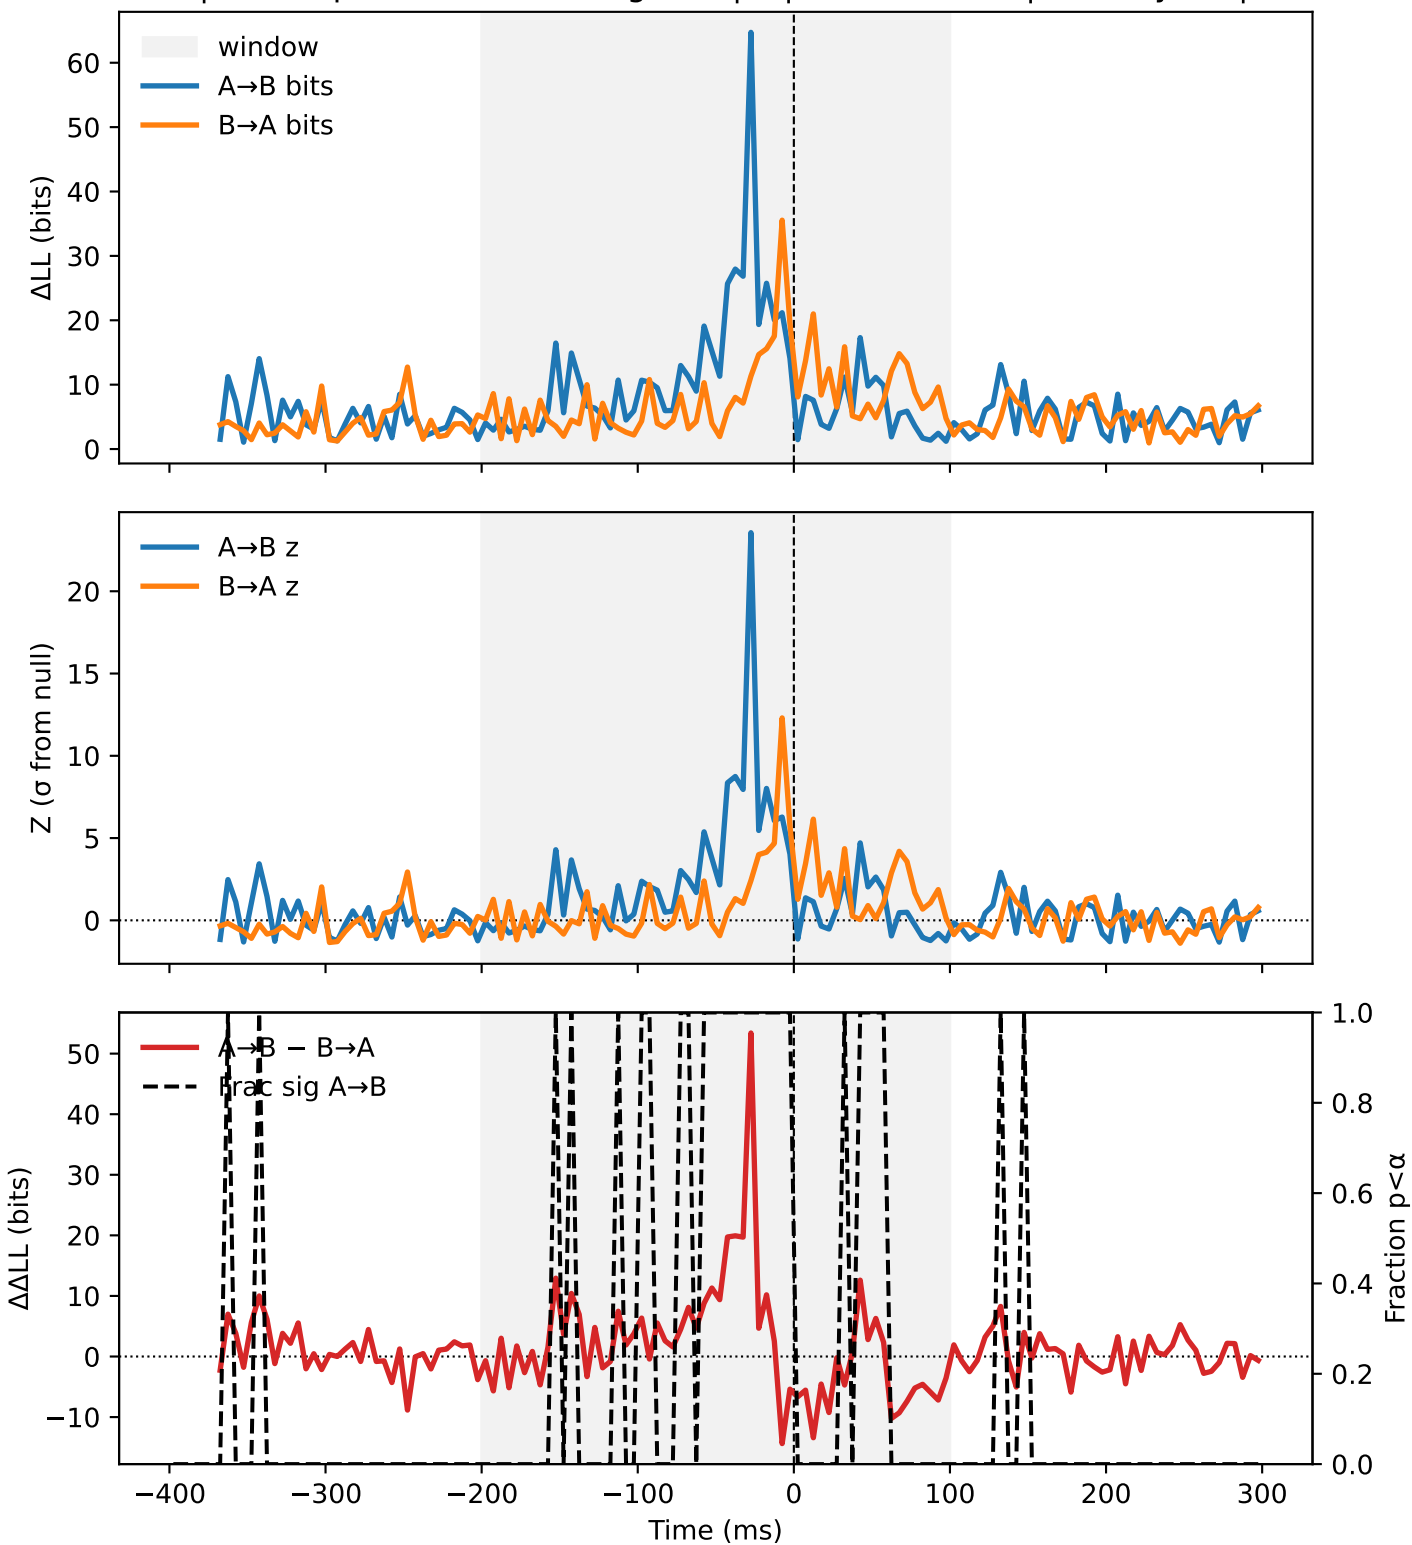 window
A→B bits
B→A bits
60
50
40
30
20
10
0
ΔLL (bits)
A→B z
B→A z
20
15
10
5
0
Z (σ from null)
A→B − B→A
Frac sig A→B
50
40
30
20
10
0
−10
ΔΔLL (bits)
1.0
0.8
0.6
0.4
0.2
0.0
Fraction p<α
−400 −300 −200 −100 0 100 200 300
Time (ms)